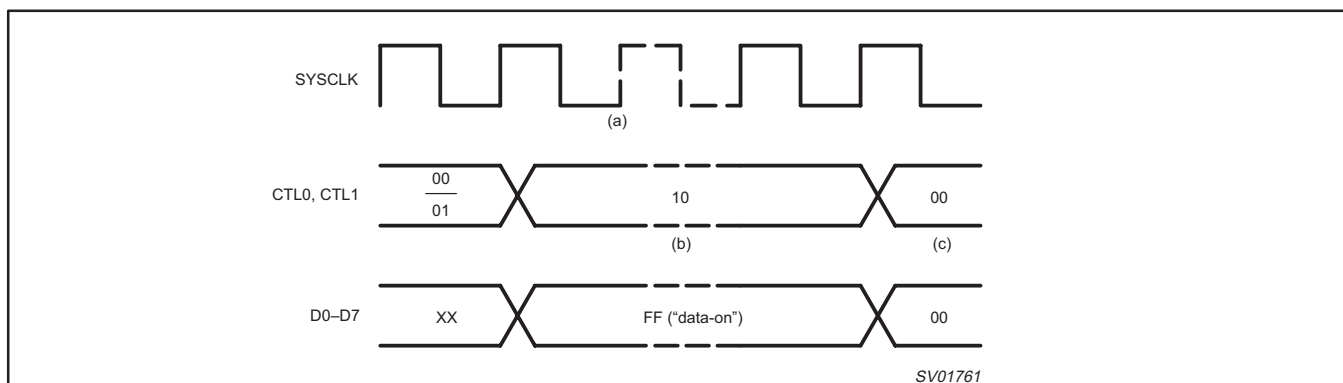 SYSCLK
(a)
CTL0, CTL1
00
01
10
00
(b)
(c)
D0–D7
XX
FF (“data-on”)
00
SV01761